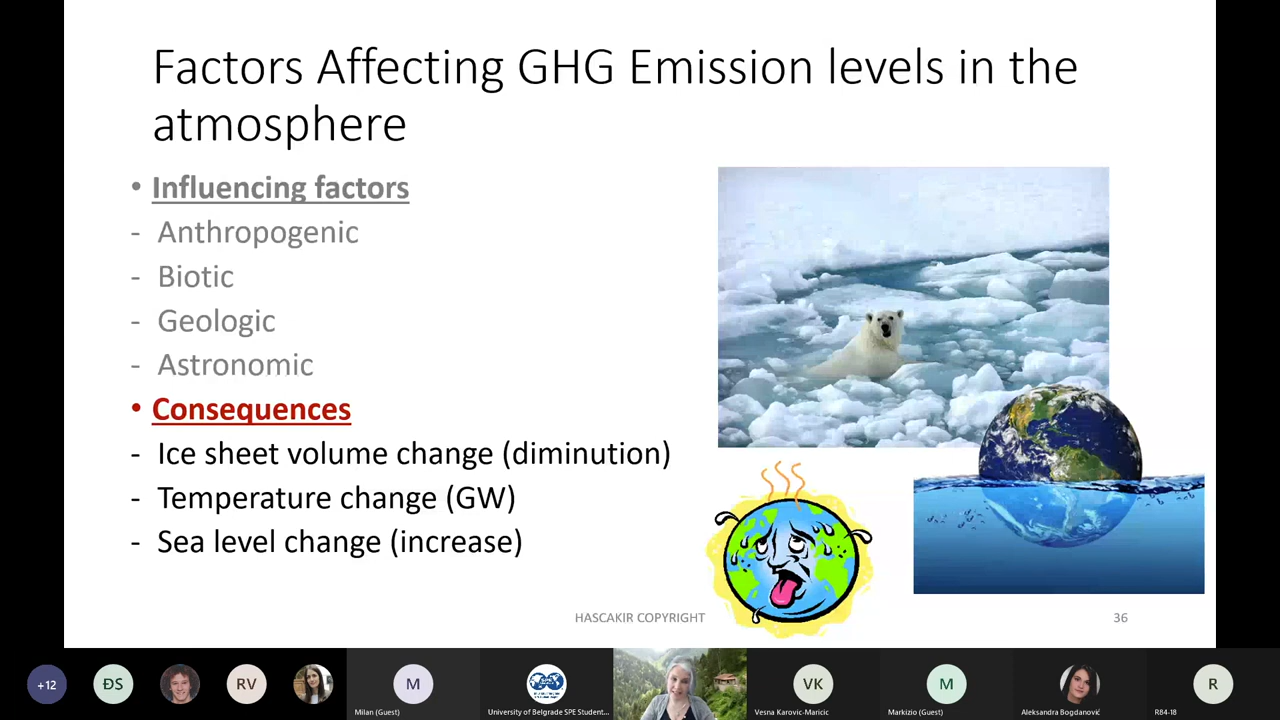 Factors Affecting GHG Emission levels in the
atmosphere
• Influencing factors
- Anthropogenic
- Biotic
- Geologic
- Astronomic
• Consequences
- Ice sheet volume change (diminution)
- Temperature change (GW)
- Sea level change (increase)
HASCAKIR COPYRIGHT
36
+12
ĐS
RV
M
Milan (Guest)
University of Belgrade SPE Student...
VK
Vesna Karovic-Maricic
M
Markizio (Guest)
Aleksandra Bogdanović
R
R84-18